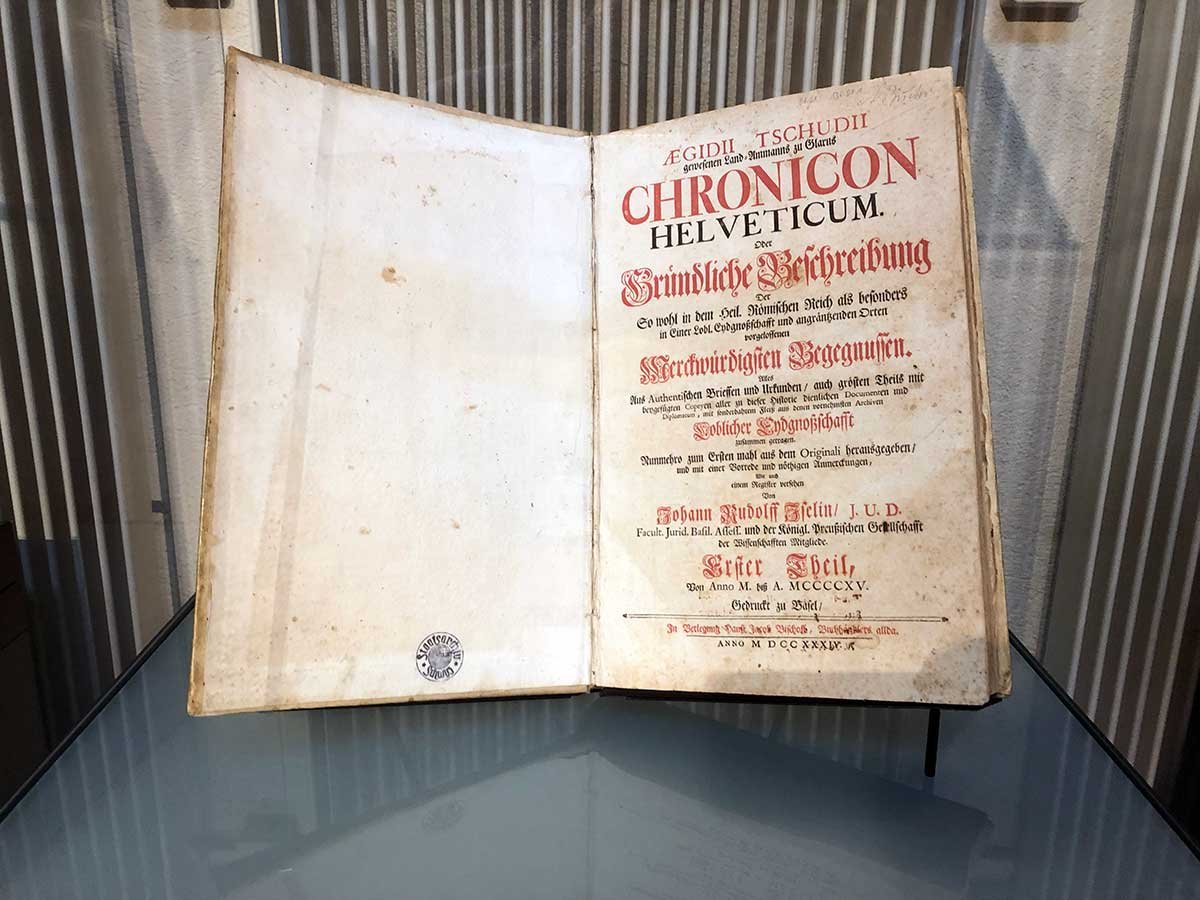 ÆGIDII TSCHUDII
gewesenen Land-Ammanns zu Glarus
CHRONICON
HELVETICUM.
Oder
Gründliche Beschreibung
Der
So wohl in dem Heil. Römischen Reich als besonders
in Einer Lobl. Eydgnoßschafft und angräntzenden Orten
vorgeloffenen
Merckwürdigsten Begegnussen.
Alles
Aus Authentischen Brieffen und Urkunden / auch grösten Theils mit
beygefügten Copeyen aller zu dieser Historie dienlichen Documenten und
Diplomatum, mit sonderbahrem Fleiß aus denen vornehmsten Archiven
Loblicher Eydgnoßschafft
zusammen getragen.
Nunmehro zum Ersten mahl aus dem Originali herausgegeben /
und mit einer Vorrede und nöthigen Anmerckungen,
Wie auch
einem Register versehen
Von
Johann Rudolff Iselin / J. U. D.
Facult. Jurid. Basil. Assess. und der Königl. Preußischen Gesellschafft
der Wissenschafften Mitgliede.
Erster Theil,
Von Anno M. biß A. MCCCCXV.
Gedruckt zu Basel /
In Verlegung Hanß Jacob Bischoff, Buchhändlers allda.
ANNO M DCC XXXIV.
Staatsarchiv